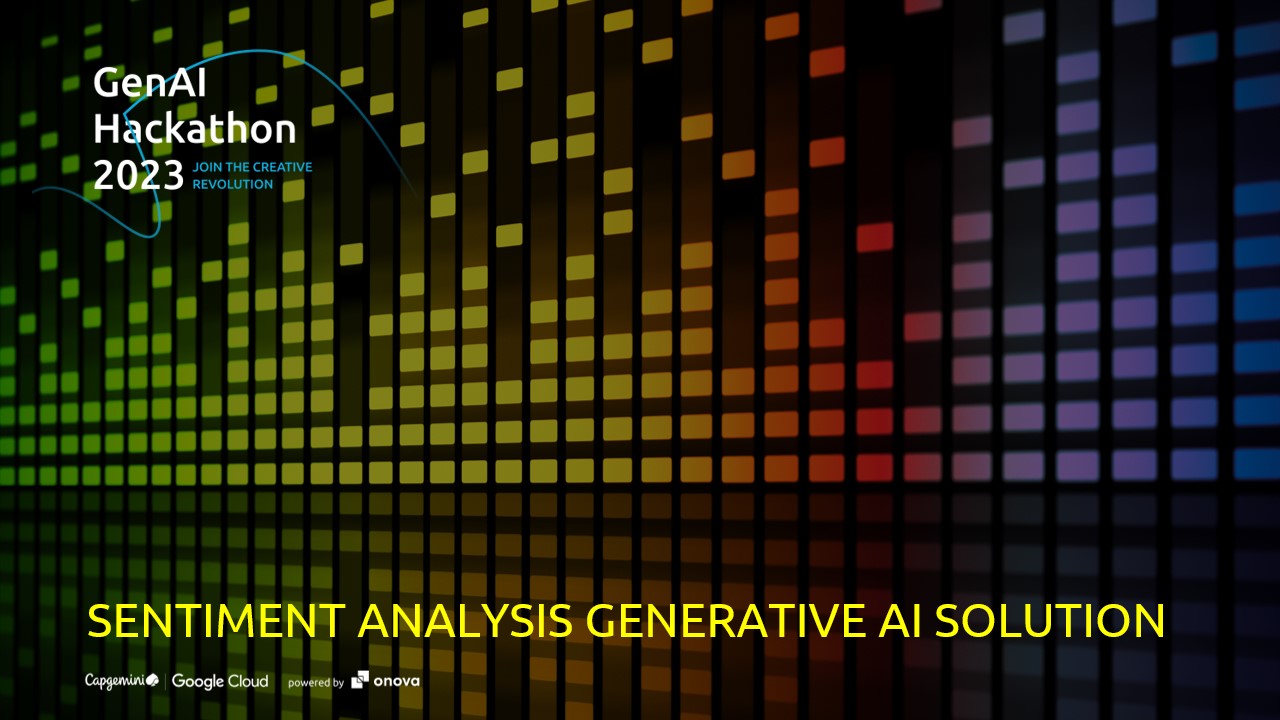 GenAI
Hackathon
2023 JOIN THE CREATIVE
REVOLUTION
SENTIMENT ANALYSIS GENERATIVE AI SOLUTION
Capgemini Google Cloud powered by onova